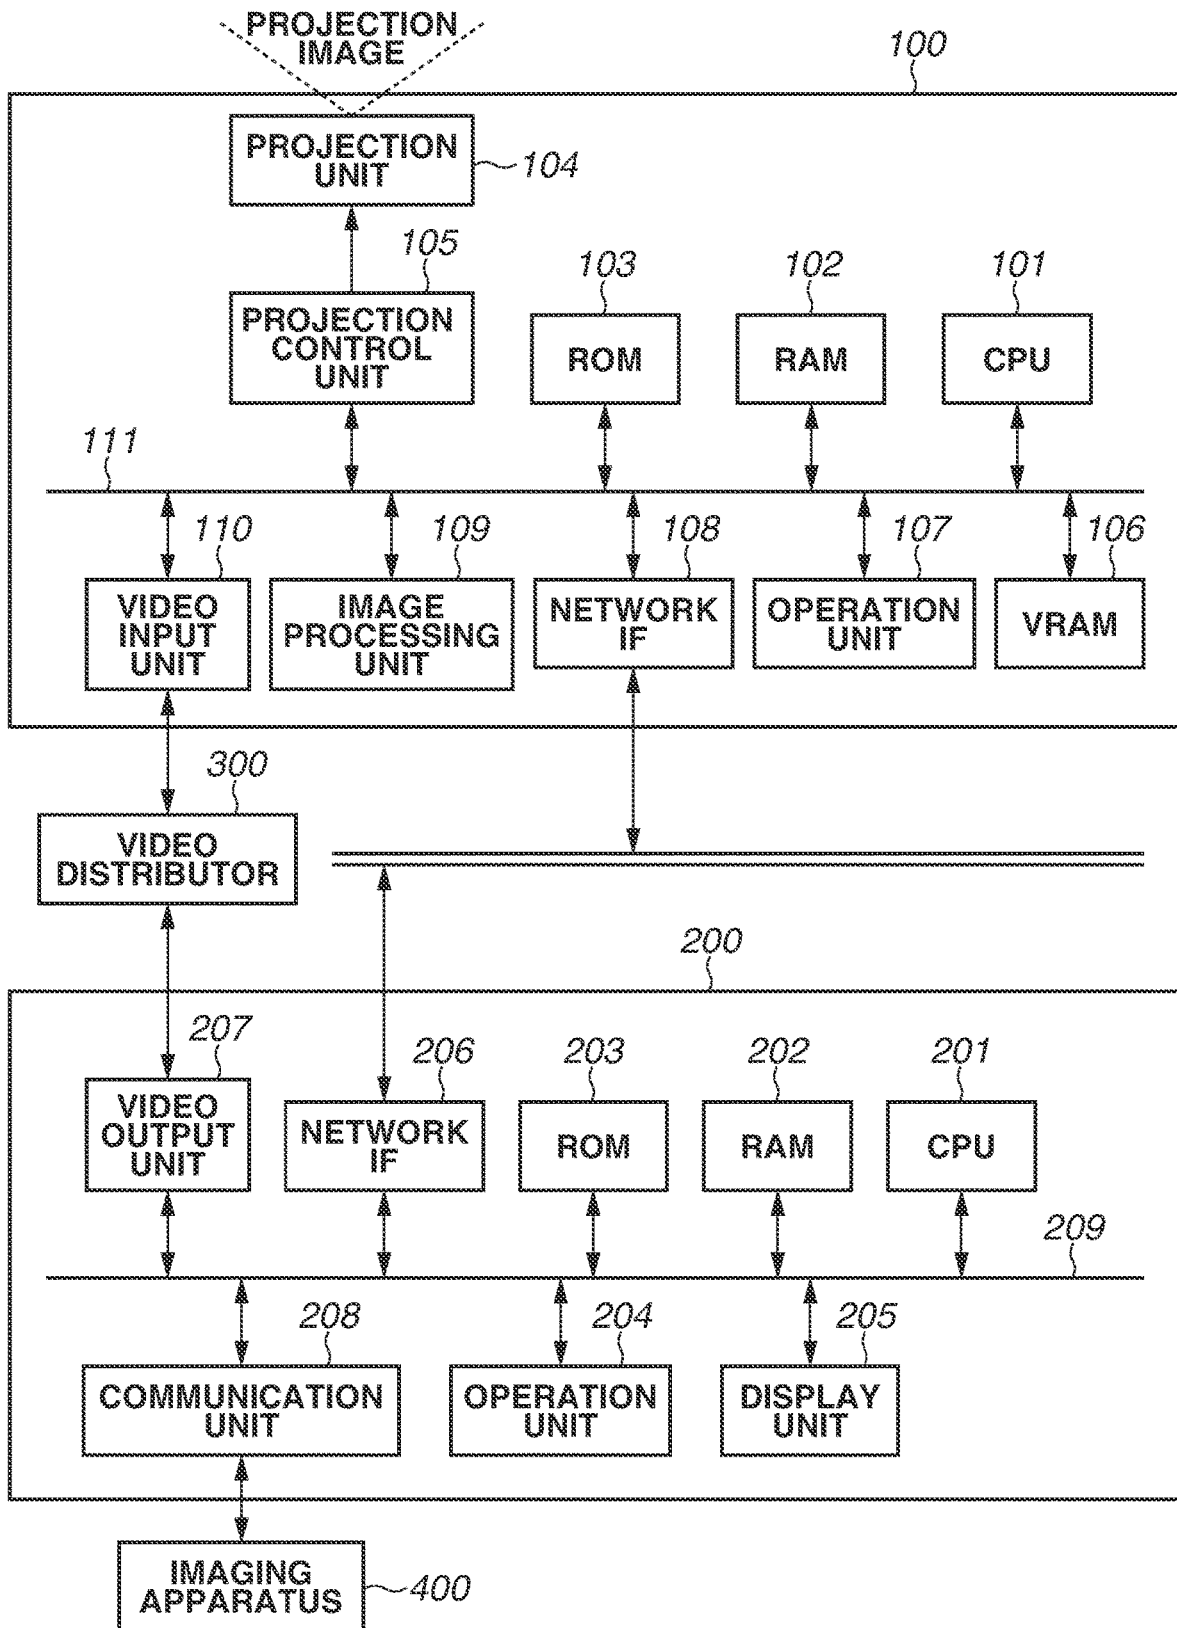 PROJECTION
IMAGE
100
PROJECTION
UNIT
104
105
103
102
101
PROJECTION
CONTROL
UNIT
ROM
RAM
CPU
111
110
109
108
107
106
VIDEO
INPUT
UNIT
IMAGE
PROCESSING
UNIT
NETWORK
IF
OPERATION
UNIT
VRAM
300
VIDEO
DISTRIBUTOR
200
207
206
203
202
201
VIDEO
OUTPUT
UNIT
NETWORK
IF
ROM
RAM
CPU
209
208
204
205
COMMUNICATION
UNIT
OPERATION
UNIT
DISPLAY
UNIT
IMAGING
APPARATUS
400